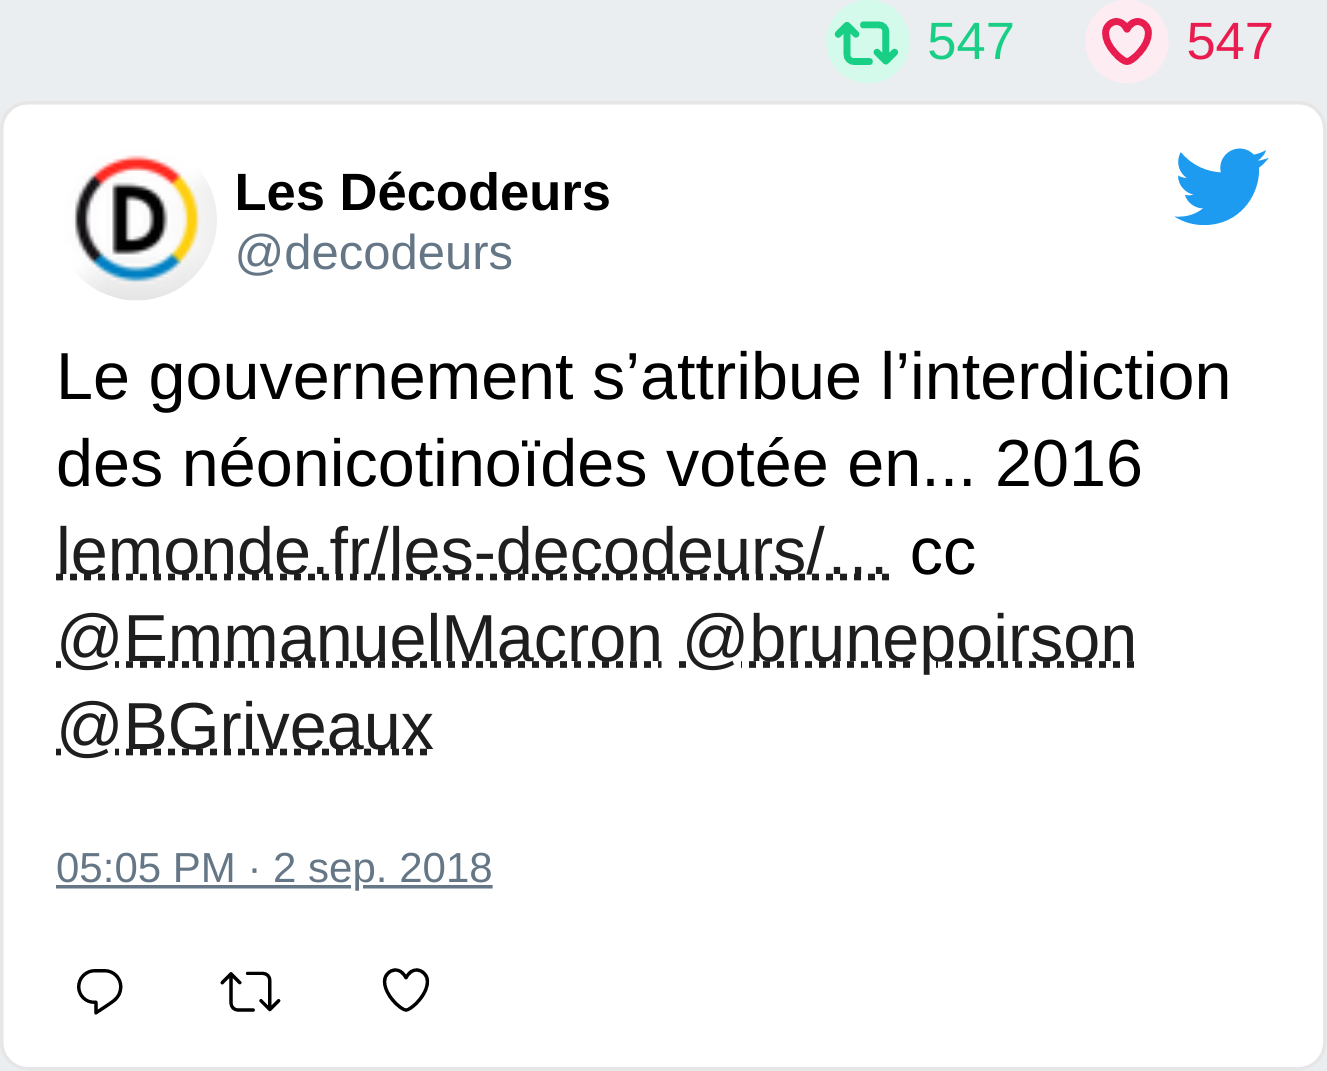 547 547
D
Les Décodeurs
@decodeurs
Le gouvernement s’attribue l’interdiction
des néonicotinoïdes votée en... 2016
lemonde.fr/les-decodeurs/... cc
@EmmanuelMacron @brunepoirson
@BGriveaux
05:05 PM · 2 sep. 2018